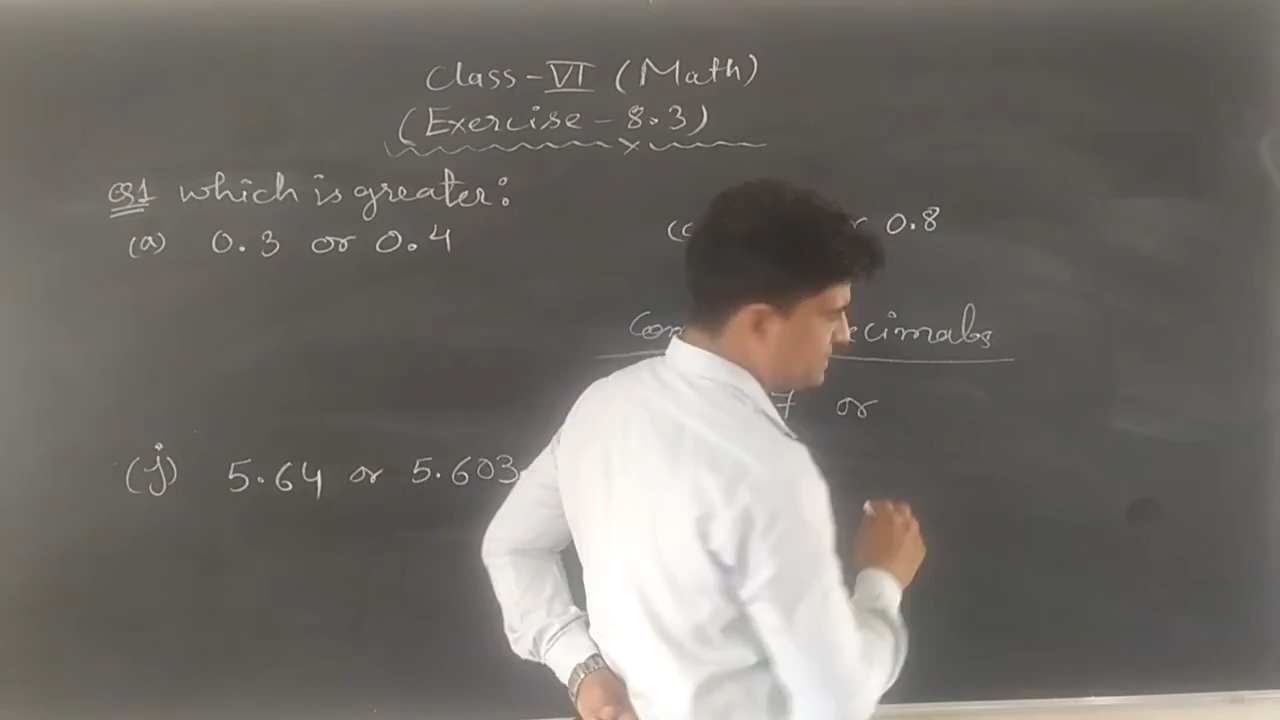 Class-VI (Math)
(Exercise-8.3)
Q1 which is greater:
(a) 0.3 or 0.4
0.8
(j) 5.64 or 5.603
7 or